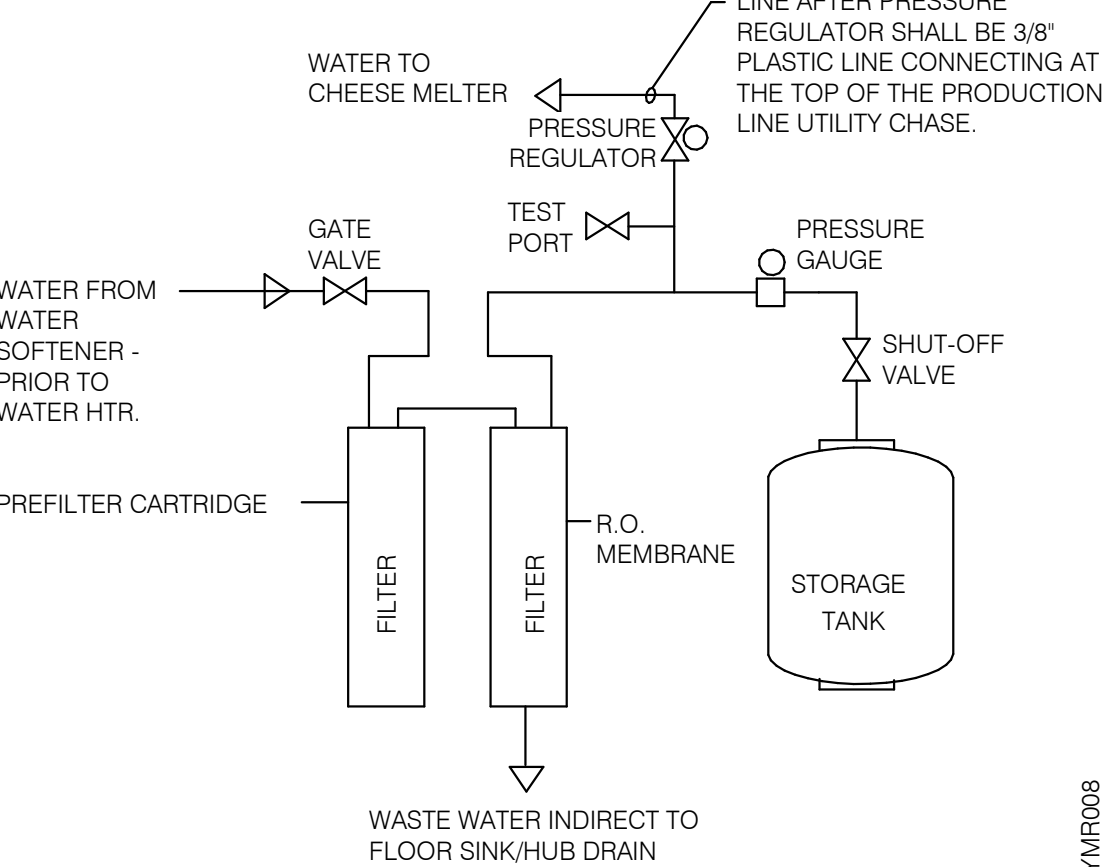 LINE AFTER PRESSURE
REGULATOR SHALL BE 3/8"
PLASTIC LINE CONNECTING AT
THE TOP OF THE PRODUCTION
LINE UTILITY CHASE.
WATER TO
CHEESE MELTER
PRESSURE
REGULATOR
TEST
PORT
GATE
VALVE
PRESSURE
GAUGE
WATER FROM
WATER
SOFTENER -
PRIOR TO
WATER HTR.
SHUT-OFF
VALVE
PREFILTER CARTRIDGE
FILTER
FILTER
R.O.
MEMBRANE
STORAGE
TANK
WASTE WATER INDIRECT TO
FLOOR SINK/HUB DRAIN
YMR008